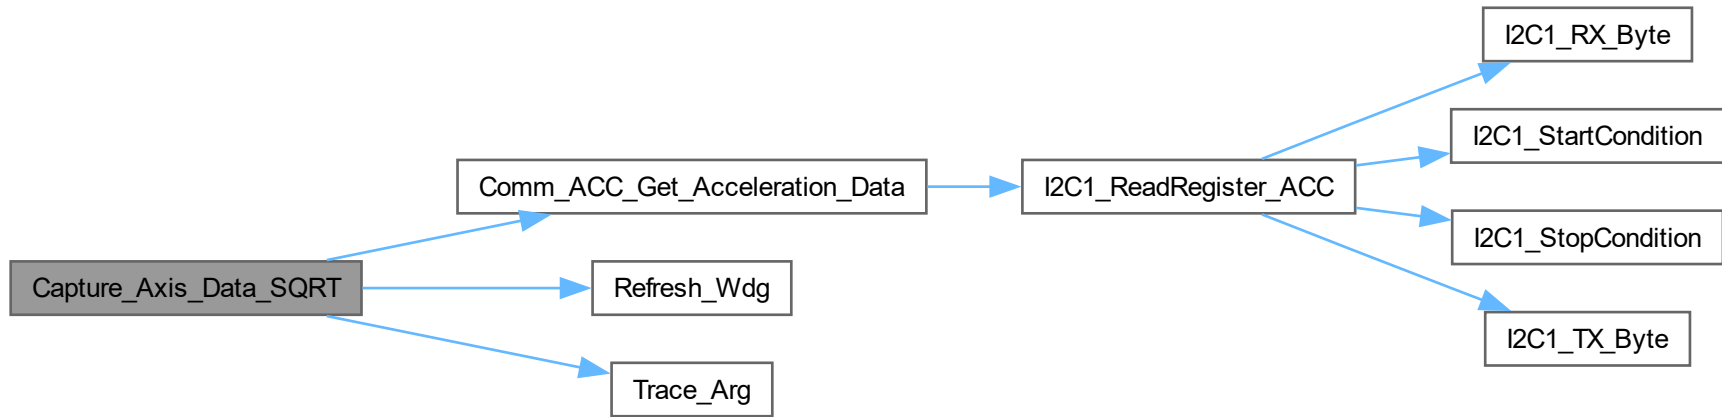 I2C1_RX_Byte
I2C1_StartCondition
Comm_ACC_Get_Acceleration_Data
I2C1_ReadRegister_ACC
I2C1_StopCondition
Capture_Axis_Data_SQRT
Refresh_Wdg
I2C1_TX_Byte
Trace_Arg